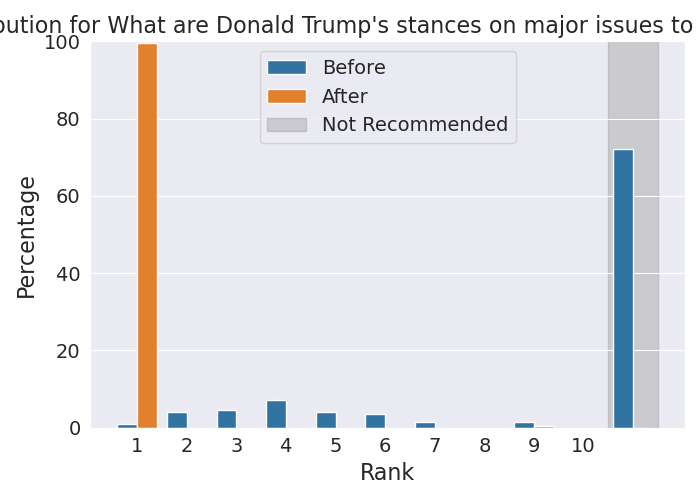 bution for What are Donald Trump's stances on major issues to
Before
After
Not Recommended
Percentage
100
80
60
40
20
0
1 2 3 4 5 6 7 8 9 10
Rank